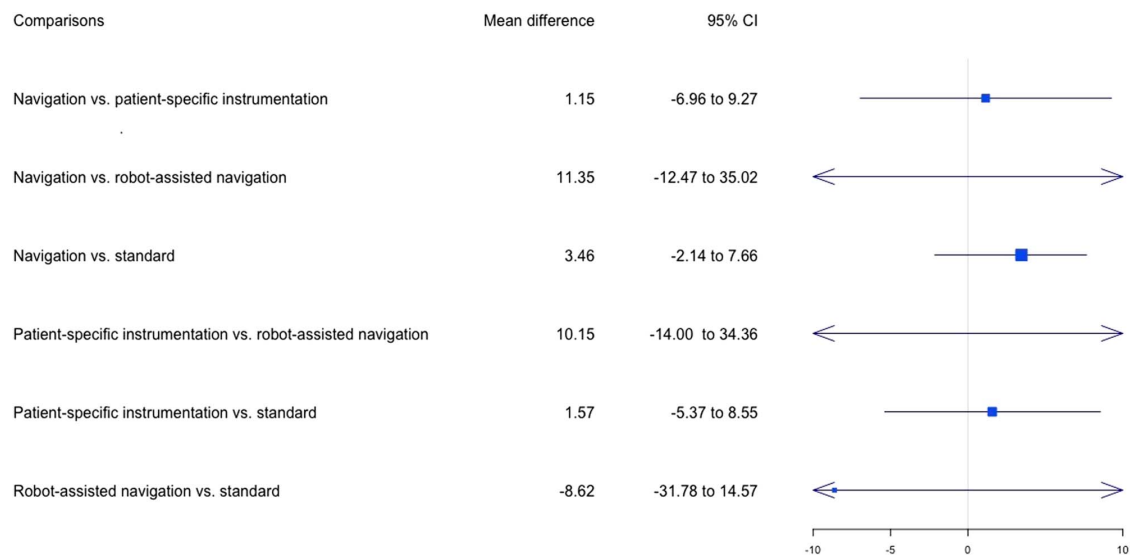 Comparisons Mean difference 95% CI
Navigation vs. patient-specific instrumentation 1.15 -6.96 to 9.27
Navigation vs. robot-assisted navigation 11.35 -12.47 to 35.02
Navigation vs. standard 3.46 -2.14 to 7.66
Patient-specific instrumentation vs. robot-assisted navigation 10.15 -14.00 to 34.36
Patient-specific instrumentation vs. standard 1.57 -5.37 to 8.55
Robot-assisted navigation vs. standard -8.62 -31.78 to 14.57
-10 -5 0 10